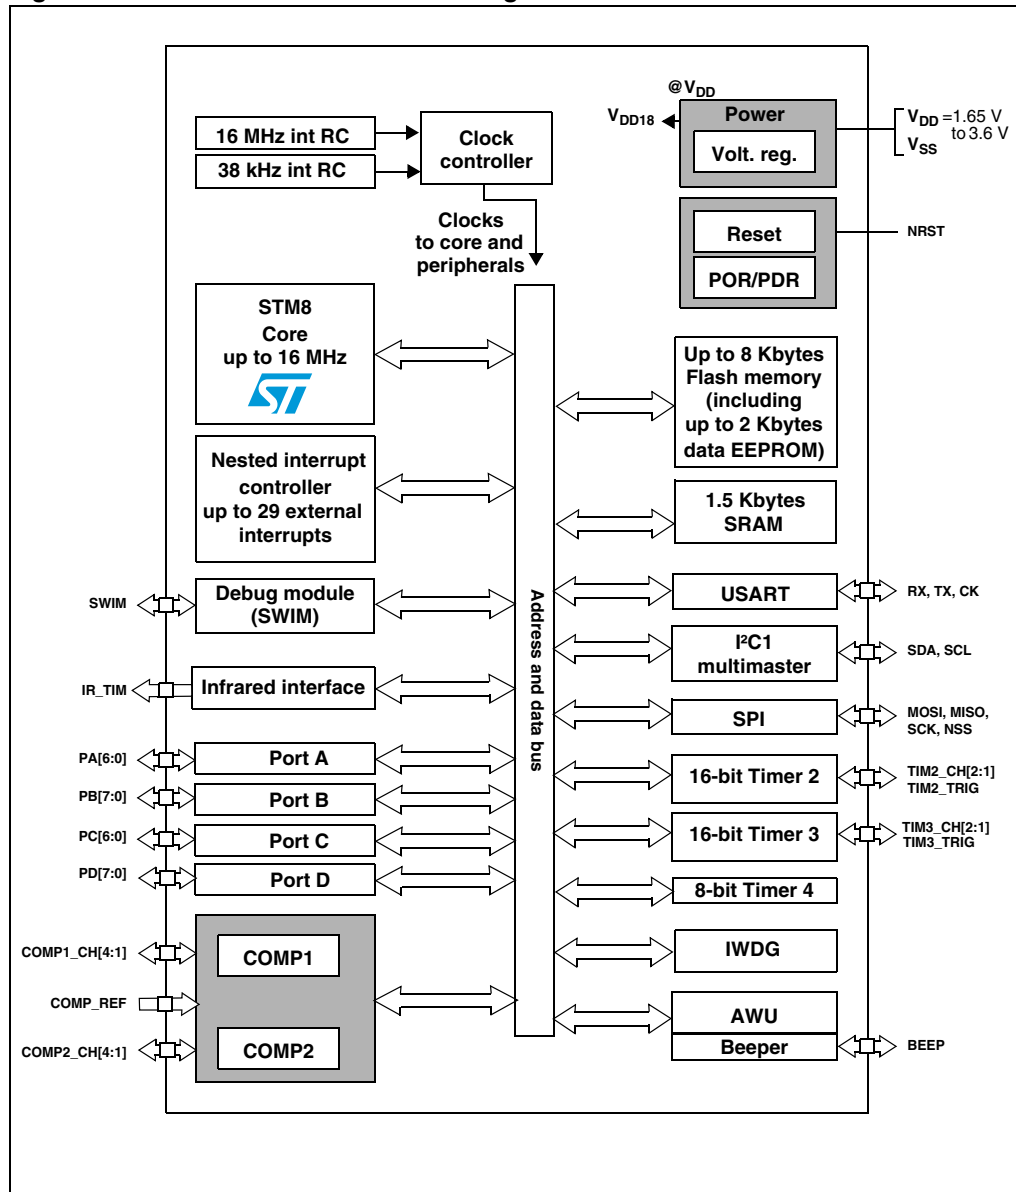 @VDD
VDD18
Power
Volt. reg.
VDD =1.65 V
to 3.6 V
VSS
16 MHz int RC
38 kHz int RC
Clock
controller
Clocks
to core and
peripherals
Reset
POR/PDR
NRST
STM8
Core
up to 16 MHz
ST
Up to 8 Kbytes
Flash memory
(including
up to 2 Kbytes
data EEPROM)
Nested interrupt
controller
up to 29 external
interrupts
1.5 Kbytes
SRAM
Address and data bus
SWIM
Debug module
(SWIM)
USART
RX, TX, CK
I²C1
multimaster
SDA, SCL
IR_TIM
Infrared interface
SPI
MOSI, MISO,
SCK, NSS
PA[6:0]
Port A
16-bit Timer 2
TIM2_CH[2:1]
TIM2_TRIG
PB[7:0]
Port B
PC[6:0]
Port C
16-bit Timer 3
TIM3_CH[2:1]
TIM3_TRIG
PD[7:0]
Port D
8-bit Timer 4
COMP1_CH[4:1]
COMP1
IWDG
COMP_REF
AWU
COMP2_CH[4:1]
COMP2
Beeper
BEEP